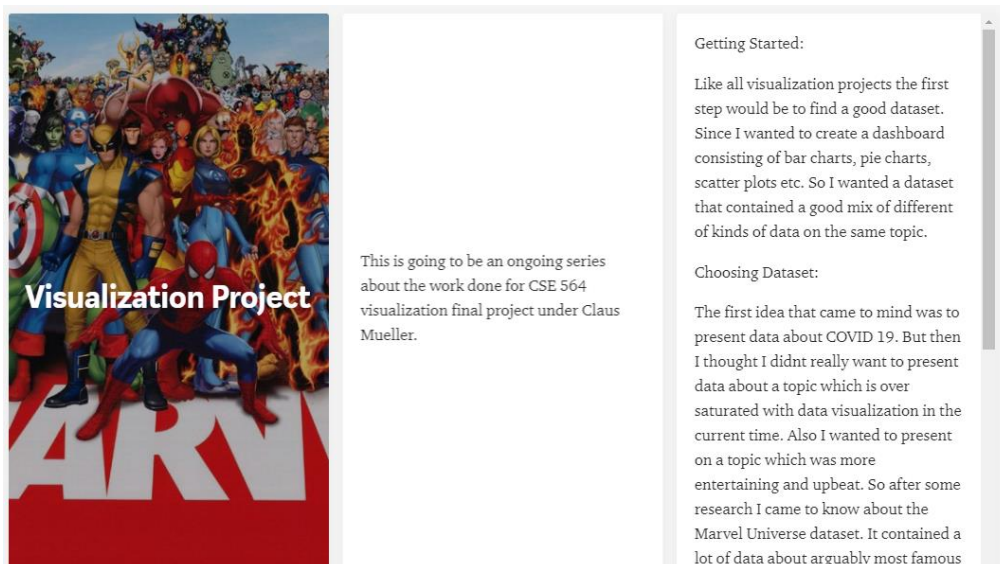 Visualization Project
ARV
This is going to be an ongoing series
about the work done for CSE 564
visualization final project under Claus
Mueller.
Getting Started:
Like all visualization projects the first
step would be to find a good dataset.
Since I wanted to create a dashboard
consisting of bar charts, pie charts,
scatter plots etc. So I wanted a dataset
that contained a good mix of different
of kinds of data on the same topic.
Choosing Dataset:
The first idea that came to mind was to
present data about COVID 19. But then
I thought I didnt really want to present
data about a topic which is over
saturated with data visualization in the
current time. Also I wanted to present
on a topic which was more
entertaining and upbeat. So after some
research I came to know about the
Marvel Universe dataset. It contained a
lot of data about arguably most famous